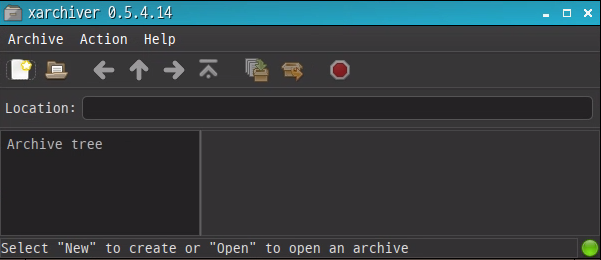 xarchiver 0.5.4.14
Archive Action Help
Location:
Archive tree
Select "New" to create or "Open" to open an archive